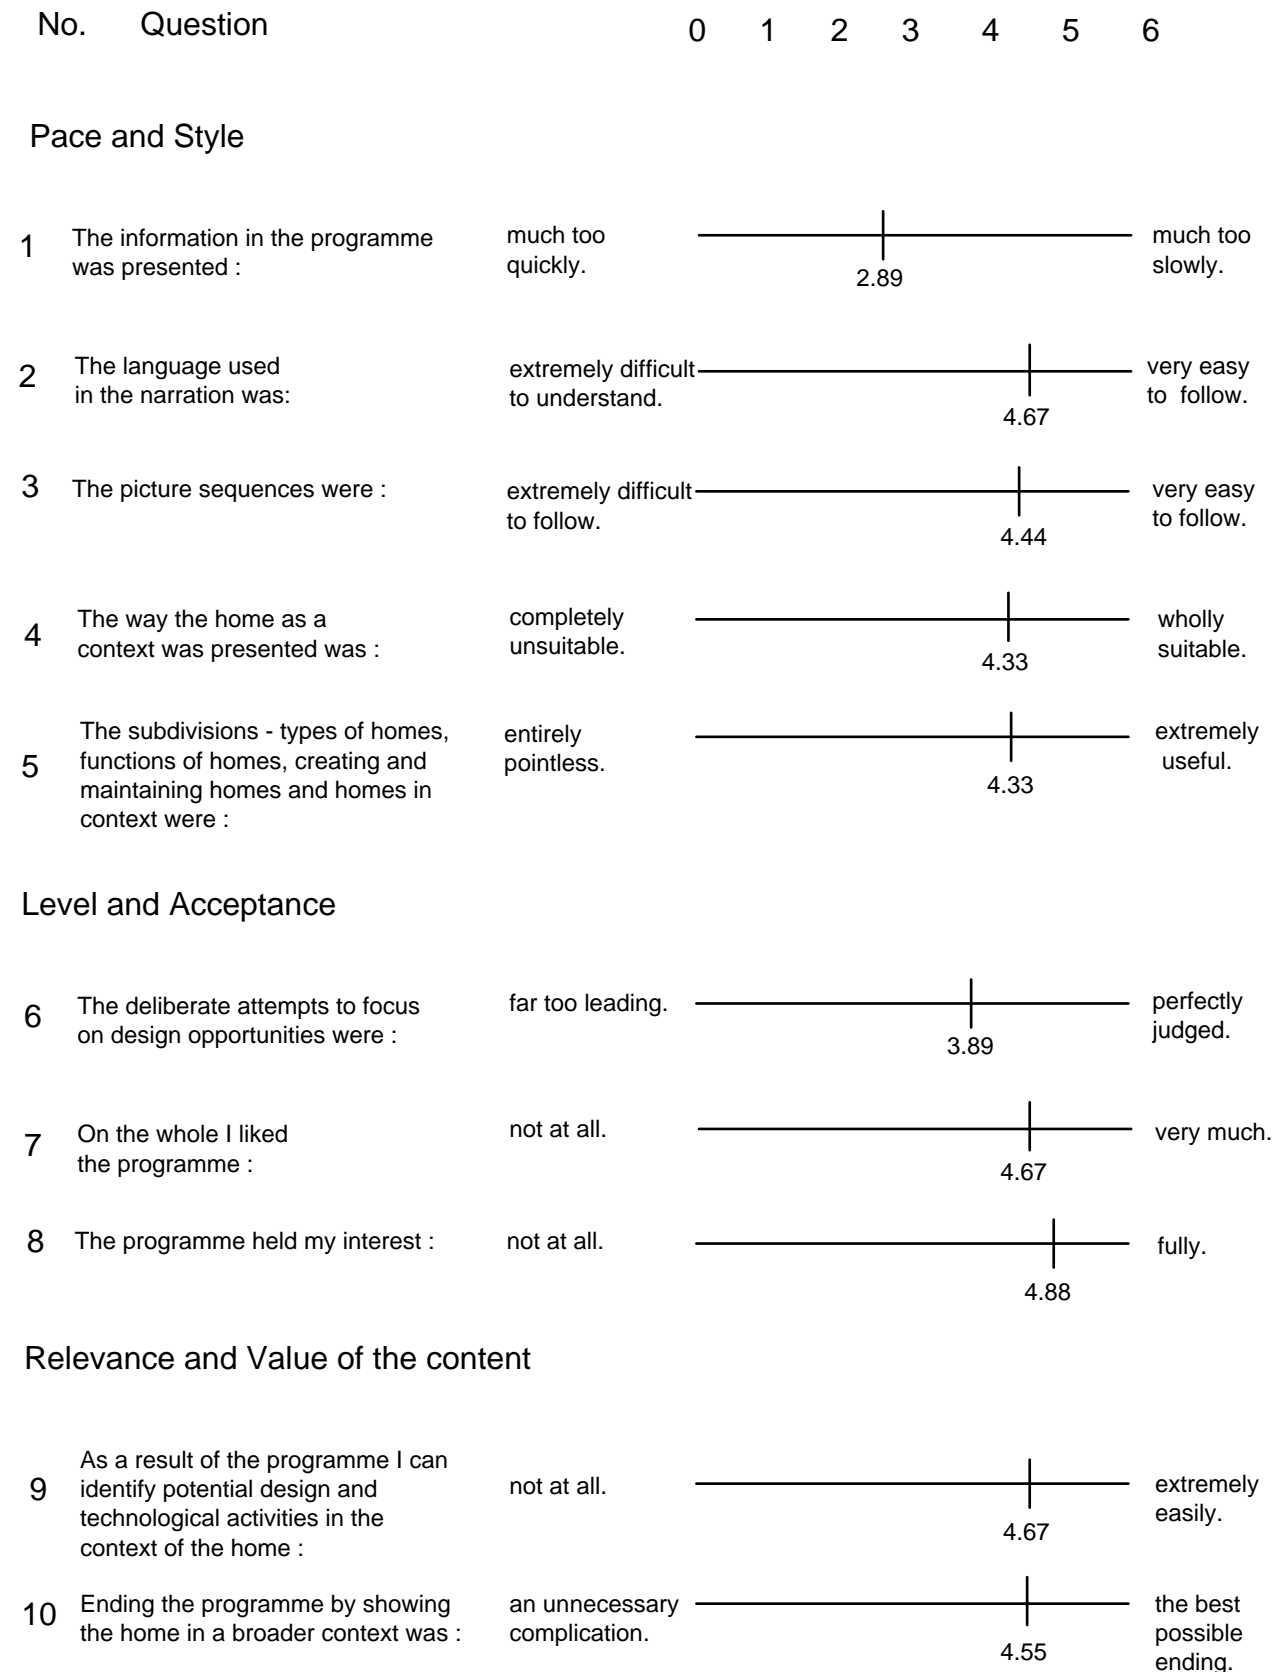 No. Question 0 1 2 3 4 5 6
Pace and Style
1 The information in the programme was presented : much too quickly. 2.89 much too slowly.
2 The language used in the narration was: extremely difficult to understand. 4.67 very easy to follow.
3 The picture sequences were : extremely difficult to follow. 4.44 very easy to follow.
4 The way the home as a context was presented was : completely unsuitable. 4.33 wholly suitable.
5 The subdivisions - types of homes, functions of homes, creating and maintaining homes and homes in context were : entirely pointless. 4.33 extremely useful.
Level and Acceptance
6 The deliberate attempts to focus on design opportunities were : far too leading. 3.89 perfectly judged.
7 On the whole I liked the programme : not at all. 4.67 very much.
8 The programme held my interest : not at all. 4.88 fully.
Relevance and Value of the content
9 As a result of the programme I can identify potential design and technological activities in the context of the home : not at all. 4.67 extremely easily.
10 Ending the programme by showing the home in a broader context was : an unnecessary complication. 4.55 the best possible ending.